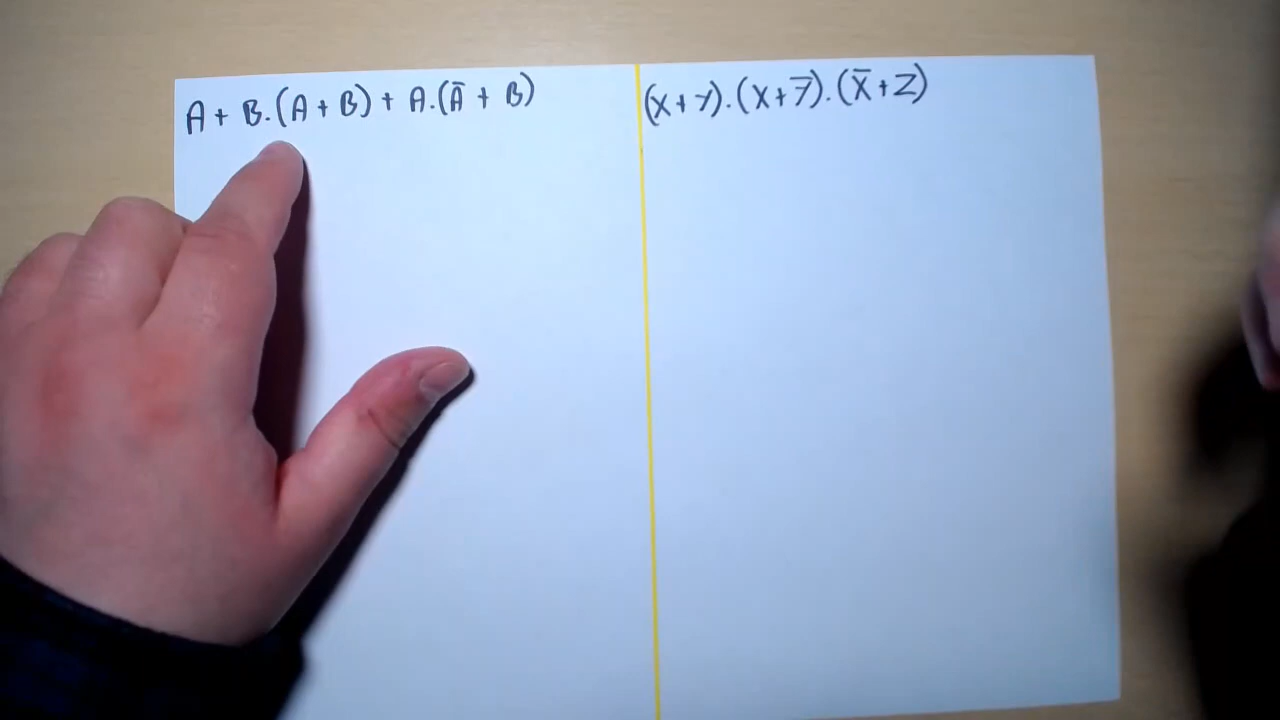 A + B.(A + B) + A.(Ā + B)
(X+Y).(X+Ȳ).(X̄+Z)